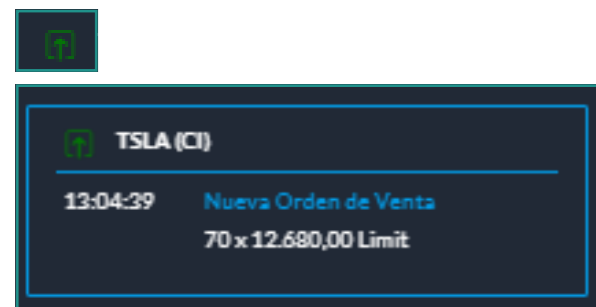 TSLA (CI)
13:04:39 Nueva Orden de Venta
70 x 12.680,00 Limit